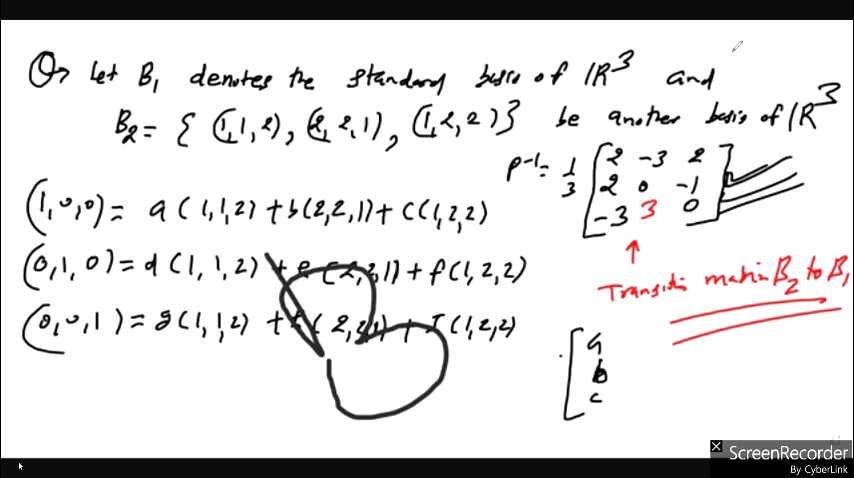 Q→ Let B₁ denotes the standard basis of IR³ and
B₂ = { (1,1,2), (2,2,1), (1,2,2) } be another basis of IR³
P⁻¹ = 1/3 [ 2 -3 2
2 0 -1
-3 3 0 ]
(1,0,0) = a(1,1,2) + b(2,2,1) + c(1,2,2)
(0,1,0) = d(1,1,2) + e(2,2,1) + f(1,2,2)
Transition matrix B₂ to B₁
(0,0,1) = g(1,1,2) + (2,2,1) + I(1,2,2)
[ a
b
c
ScreenRecorder
By CyberLink